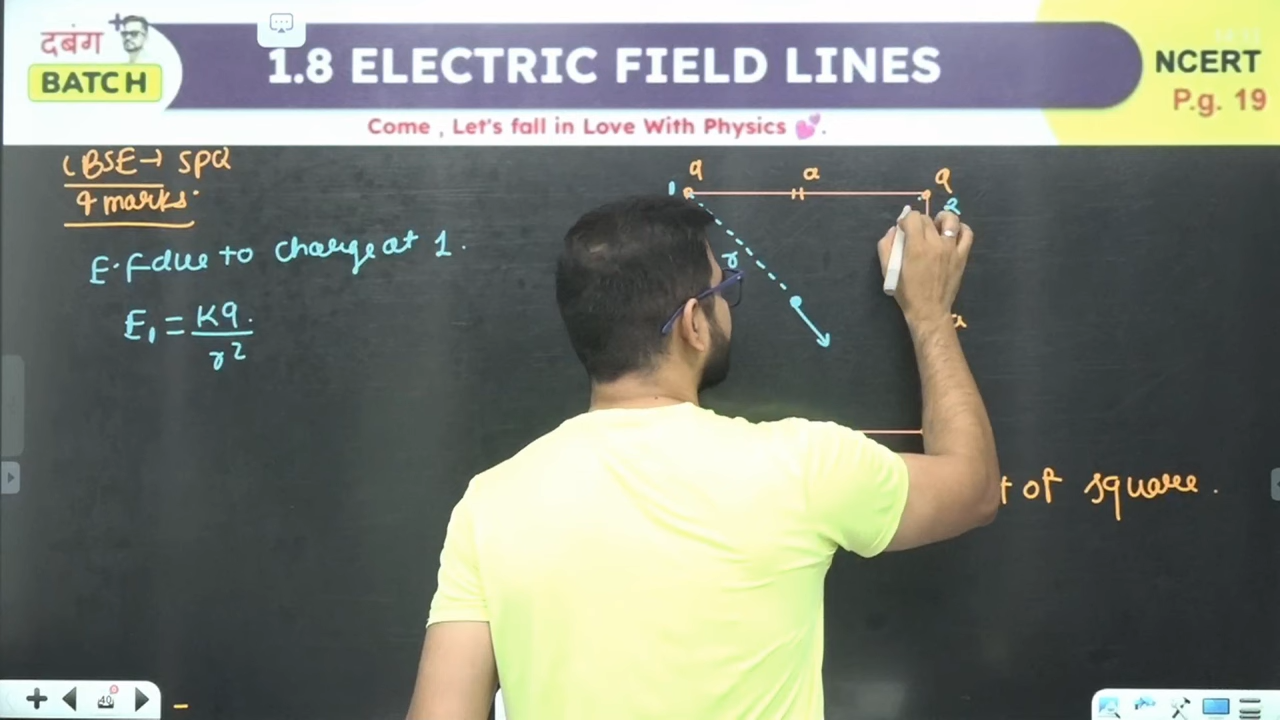 दबंग
BATCH
1.8 ELECTRIC FIELD LINES
NCERT
P.g. 19
Come , Let's fall in Love With Physics 💕.
CBSE → SPQ
4 marks.
E.F due to charge at 1.
E₁ = Kq
r²
q
a
q
1
2
r
a
of square.
40